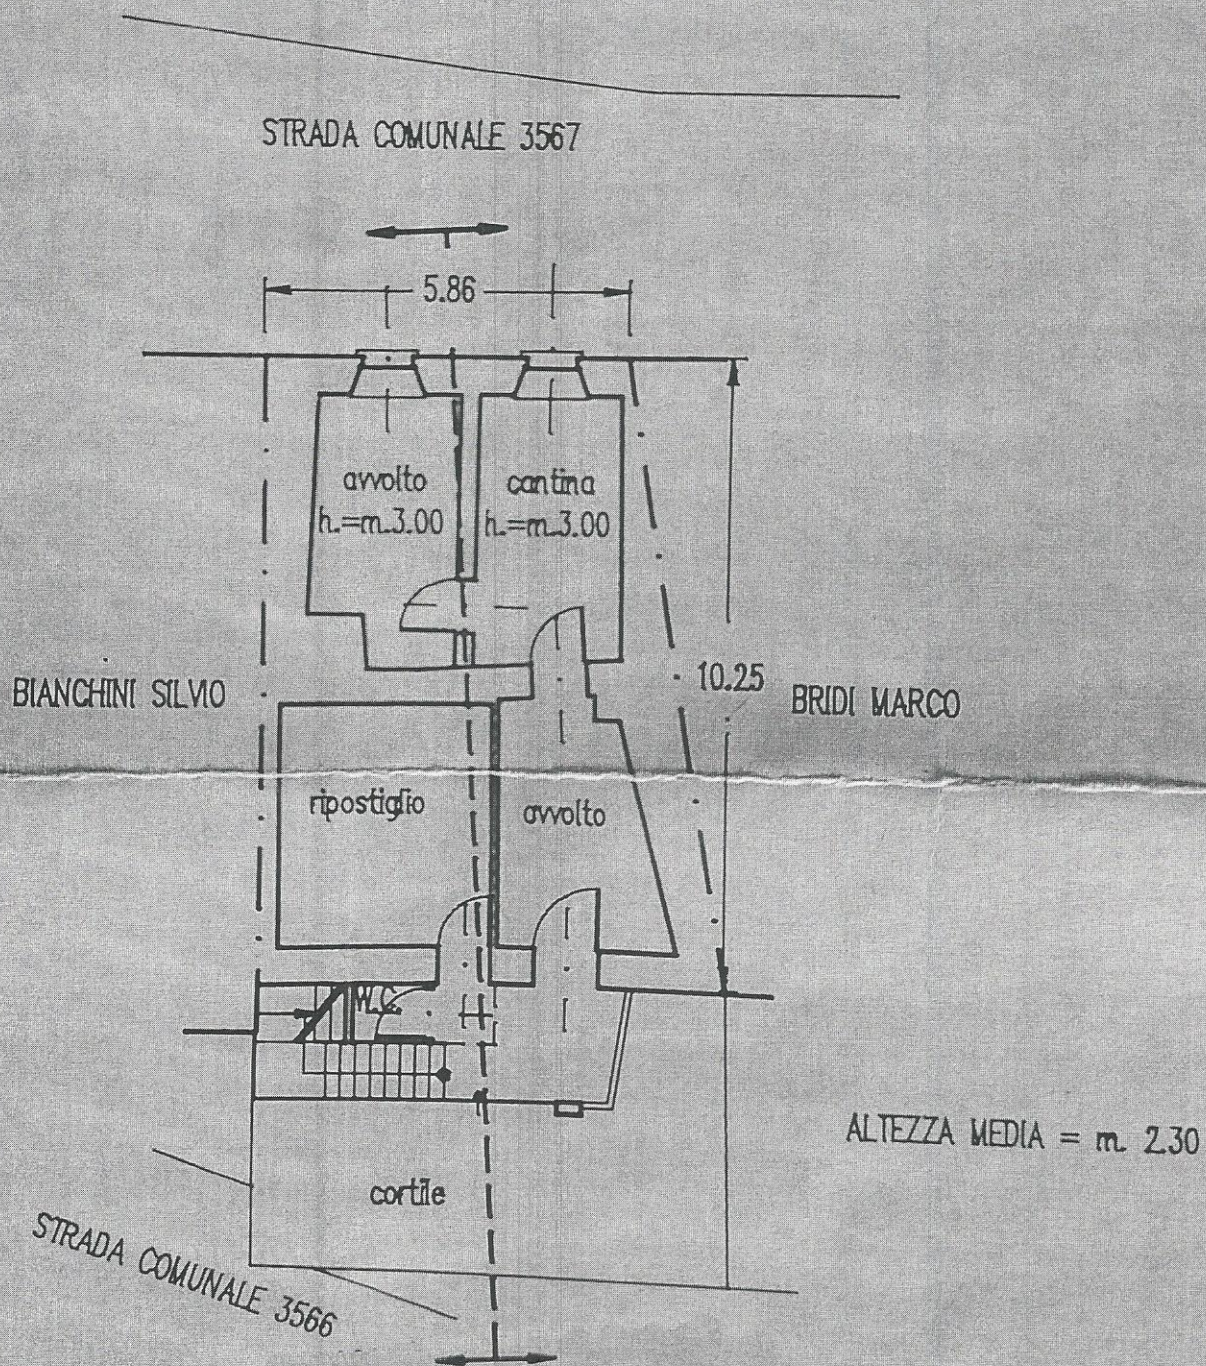 STRADA COMUNALE 3567
5.86
avvolto
h.=m.3.00
cantina
h.=m.3.00
10.25
BIANCHINI SILVIO
BRIDI MARCO
ripostiglio
avvolto
W.C.
ALTEZZA MEDIA = m. 2.30
cortile
STRADA COMUNALE 3566